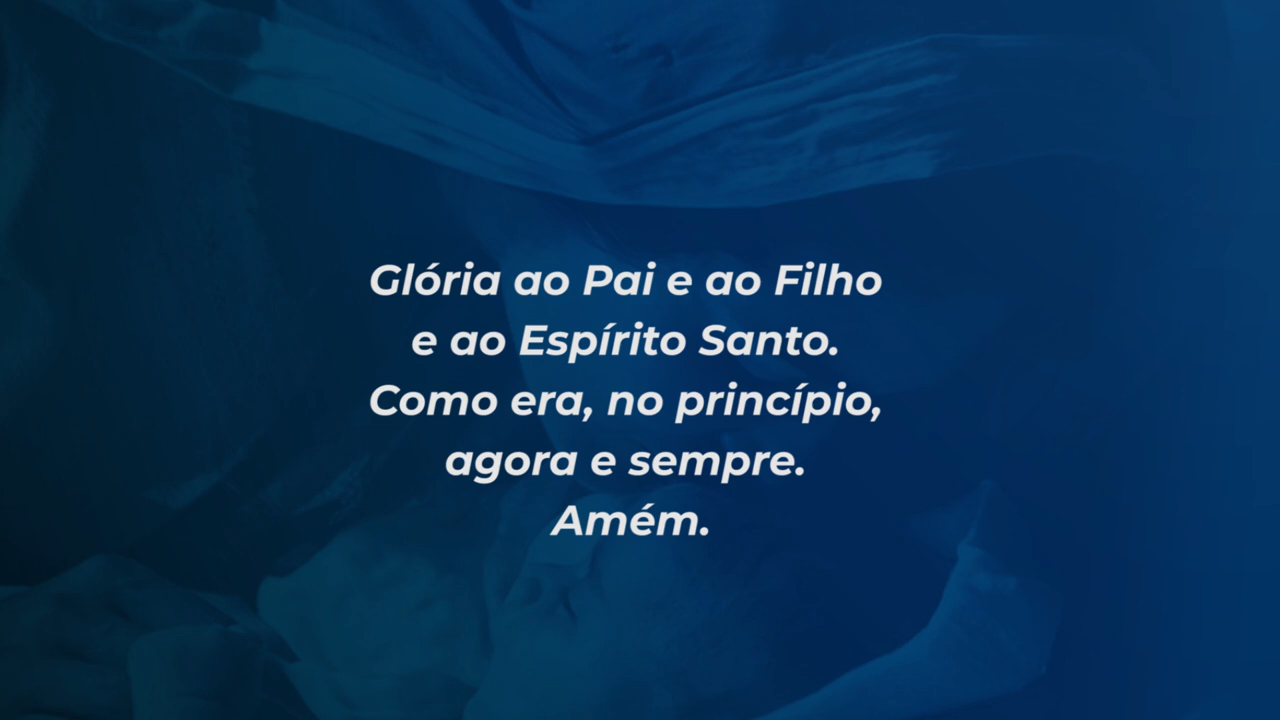 Glória ao Pai e ao Filho
e ao Espírito Santo.
Como era, no princípio,
agora e sempre.
Amém.